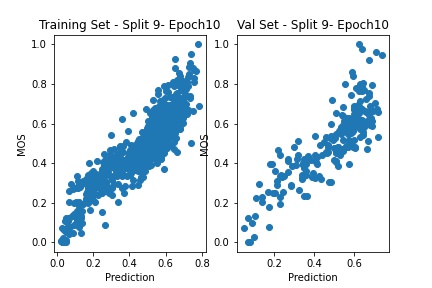 Training Set - Split 9- Epoch10
Val Set - Split 9- Epoch10
1.0
0.8
0.6
0.4
0.2
0.0
MOS
0.0 0.2 0.4 0.6 0.8
Prediction
1.0
0.8
0.6
0.4
0.2
0.0
MOS
0.2 0.4 0.6
Prediction